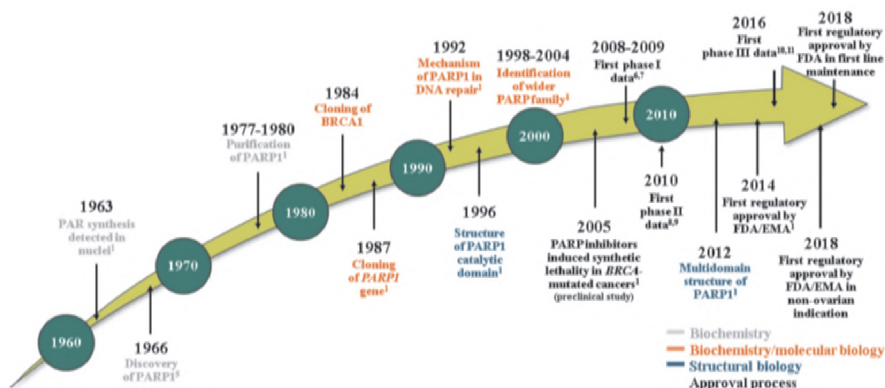 1960
1963
PAR synthesis
detected in
nuclei¹
1966
Discovery
of PARP1⁵
1970
1977-1980
Purification
of PARP1¹
1980
1984
Cloning of
BRCA1
1987
Cloning of PARP1
gene¹
1990
1992
Mechanism
of PARP1 in
DNA repair¹
1996
Structure
of PARP1
catalytic
domain¹
1998-2004
Identification
of wider
PARP family¹
2000
2005
PARP inhibitors
induced synthetic
lethality in BRCA-
mutated cancers¹
(preclinical study)
2008-2009
First phase I
data⁶,⁷
2010
2010
First
phase II
data⁸,⁹
2012
Multidomain
structure of
PARP1¹
2014
First regulatory
approval by
FDA/EMA¹
2016
First
phase III data¹⁰,¹¹
2018
First regulatory
approval by
FDA in first line
maintenance
2018
First regulatory
approval by
FDA/EMA in
non-ovarian
indication
Biochemistry
Biochemistry/molecular biology
Structural biology
Approval process